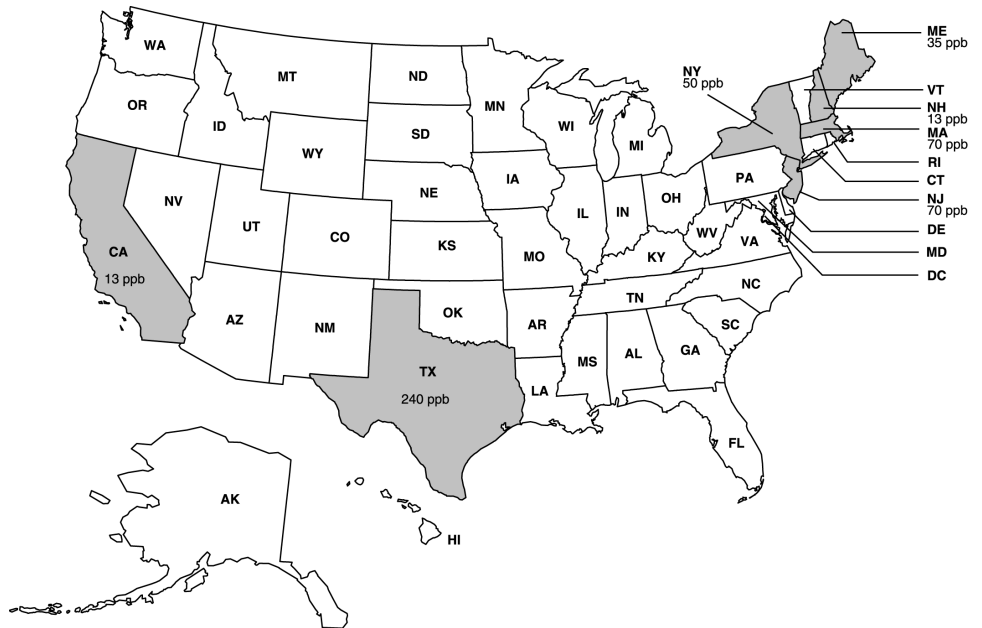 ME
35 ppb
WA
NY
50 ppb
MT
ND
VT
OR
MN
NH
13 ppb
ID
WI
SD
MA
70 ppb
MI
WY
RI
IA
PA
CT
NE
NV
OH
NJ
70 ppb
IL
IN
UT
DE
WV
CO
VA
KS
CA
13 ppb
MO
KY
MD
DC
NC
TN
OK
AZ
NM
AR
SC
MS
AL
GA
TX
240 ppb
LA
FL
AK
HI